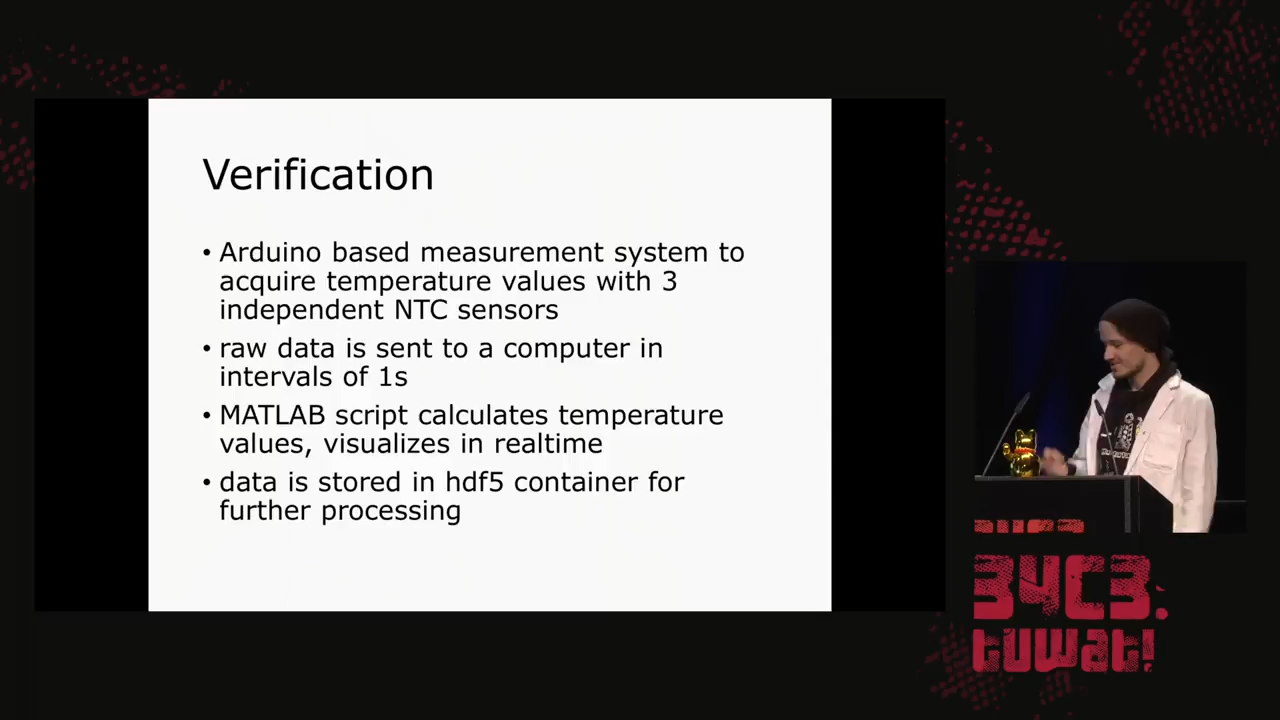 Verification
• Arduino based measurement system to
acquire temperature values with 3
independent NTC sensors
• raw data is sent to a computer in
intervals of 1s
• MATLAB script calculates temperature
values, visualizes in realtime
• data is stored in hdf5 container for
further processing
34C3.
tuwat!